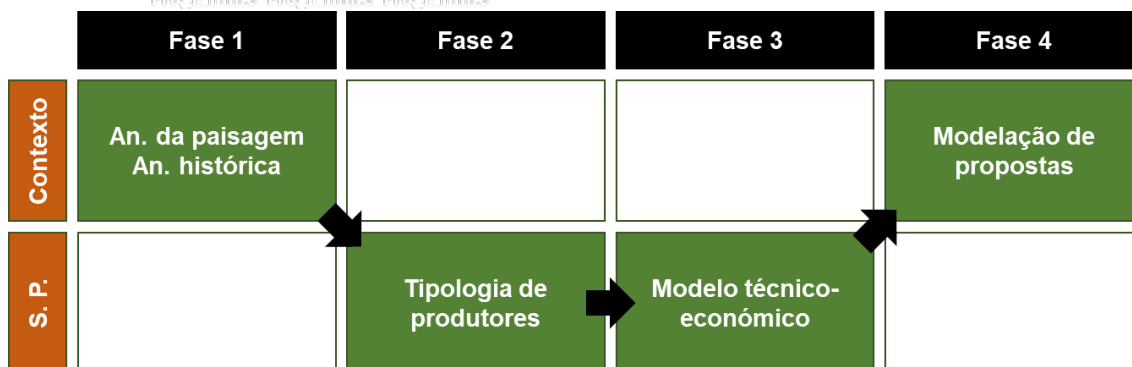 Fase 1
Fase 2
Fase 3
Fase 4
Contexto
An. da paisagem
An. histórica
Modelação de
propostas
S. P.
Tipologia de
produtores
Modelo técnico-
económico